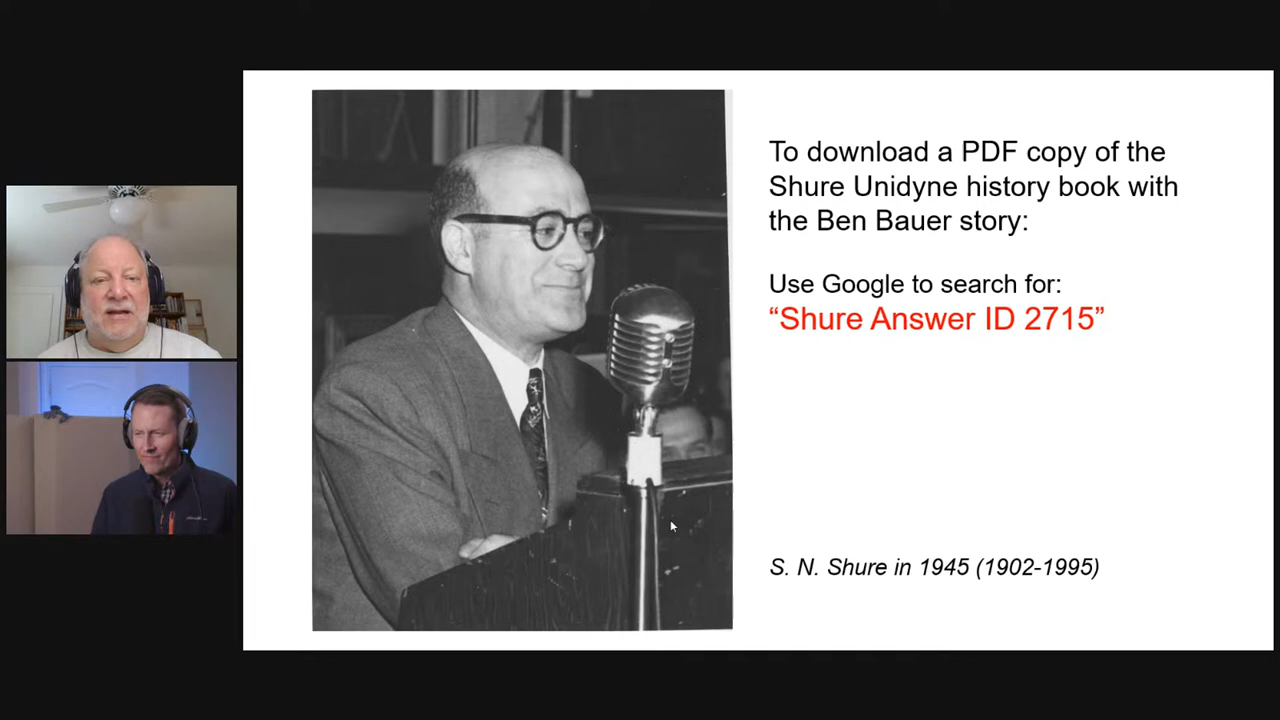 To download a PDF copy of the
Shure Unidyne history book with
the Ben Bauer story:
Use Google to search for:
“Shure Answer ID 2715”
S. N. Shure in 1945 (1902-1995)